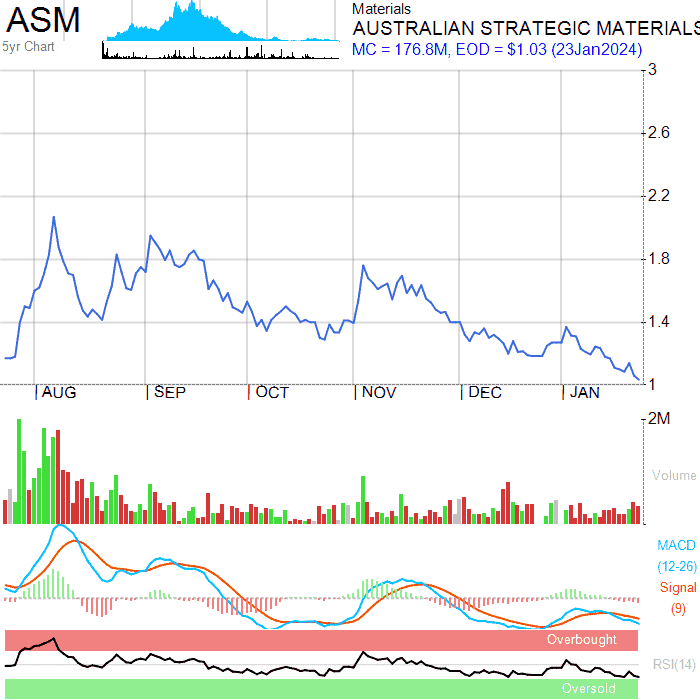 ASM
5yr Chart
Materials
AUSTRALIAN STRATEGIC MATERIALS
MC = 176.8M, EOD = $1.03 (23Jan2024)
3
2.6
2.2
1.8
1.4
1
AUG SEP OCT NOV DEC JAN
2M
Volume
MACD
(12-26)
Signal
(9)
Overbought
RSI(14)
Oversold